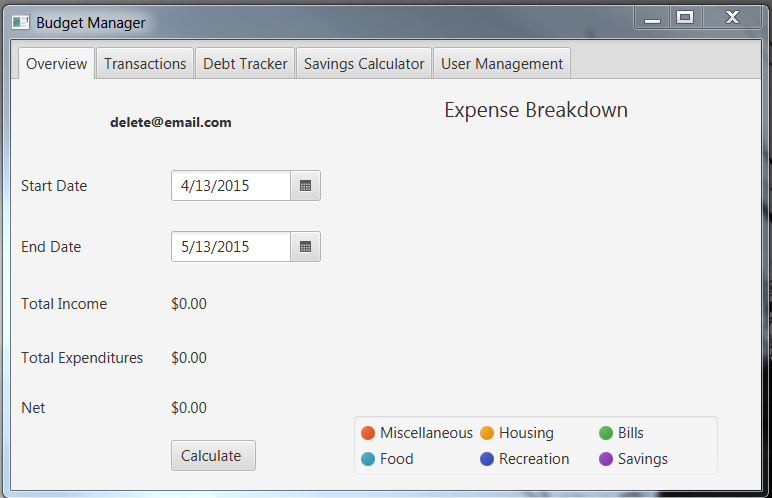 Budget Manager
Overview Transactions Debt Tracker Savings Calculator User Management
delete@email.com
Expense Breakdown
Start Date 4/13/2015
End Date 5/13/2015
Total Income $0.00
Total Expenditures $0.00
Net $0.00
Calculate
Miscellaneous Housing Bills
Food Recreation Savings